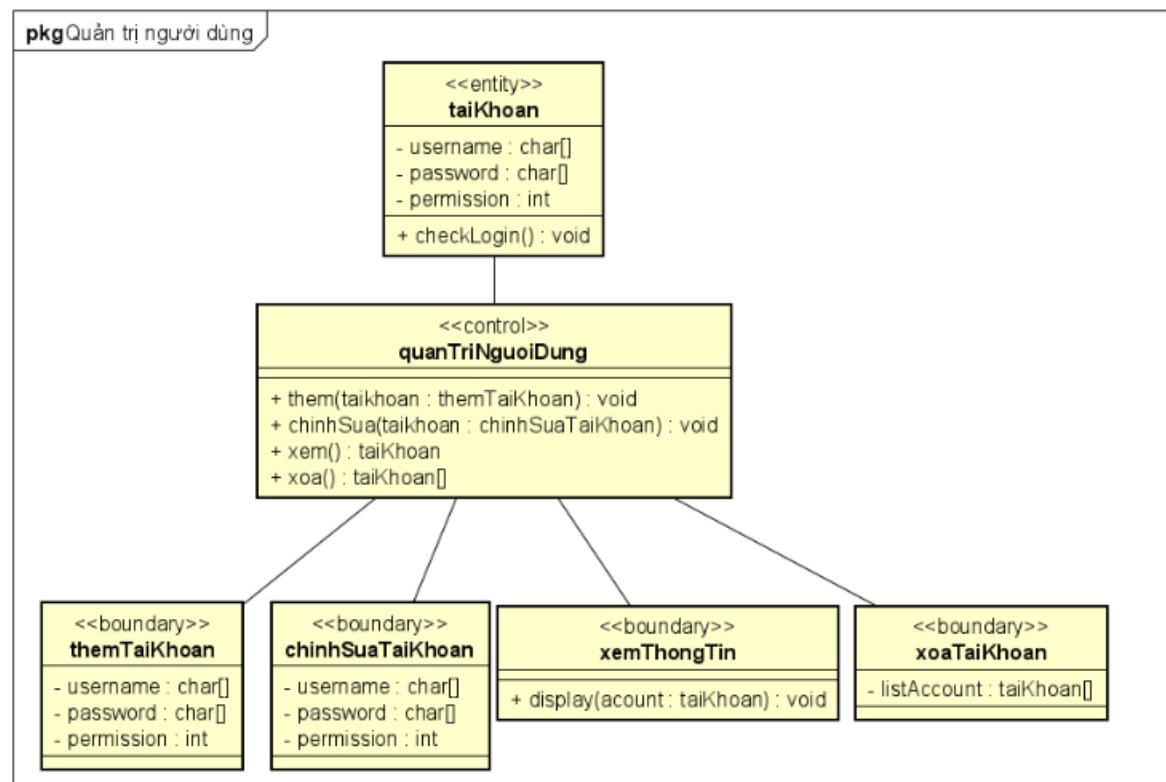 pkg Quản trị người dùng
<<entity>>
taiKhoan
- username : char[]
- password : char[]
- permission : int
+ checkLogin() : void
<<control>>
quanTriNguoiDung
+ them(taikhoan : themTaiKhoan) : void
+ chinhSua(taikhoan : chinhSuaTaiKhoan) : void
+ xem() : taiKhoan
+ xoa() : taiKhoan[]
<<boundary>>
themTaiKhoan
- username : char[]
- password : char[]
- permission : int
<<boundary>>
chinhSuaTaiKhoan
- username : char[]
- password : char[]
- permission : int
<<boundary>>
xemThongTin
+ display(acount : taiKhoan) : void
<<boundary>>
xoaTaiKhoan
- listAccount : taiKhoan[]